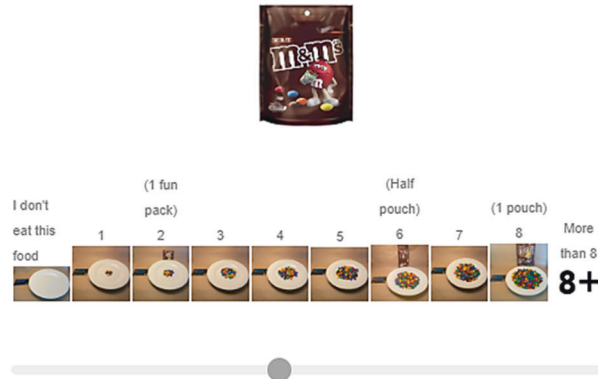 m&m's
(1 fun
pack)
(Half
pouch)
(1 pouch)
I don't
eat this
food
1
2
3
4
5
6
7
8
More
than 8
8+